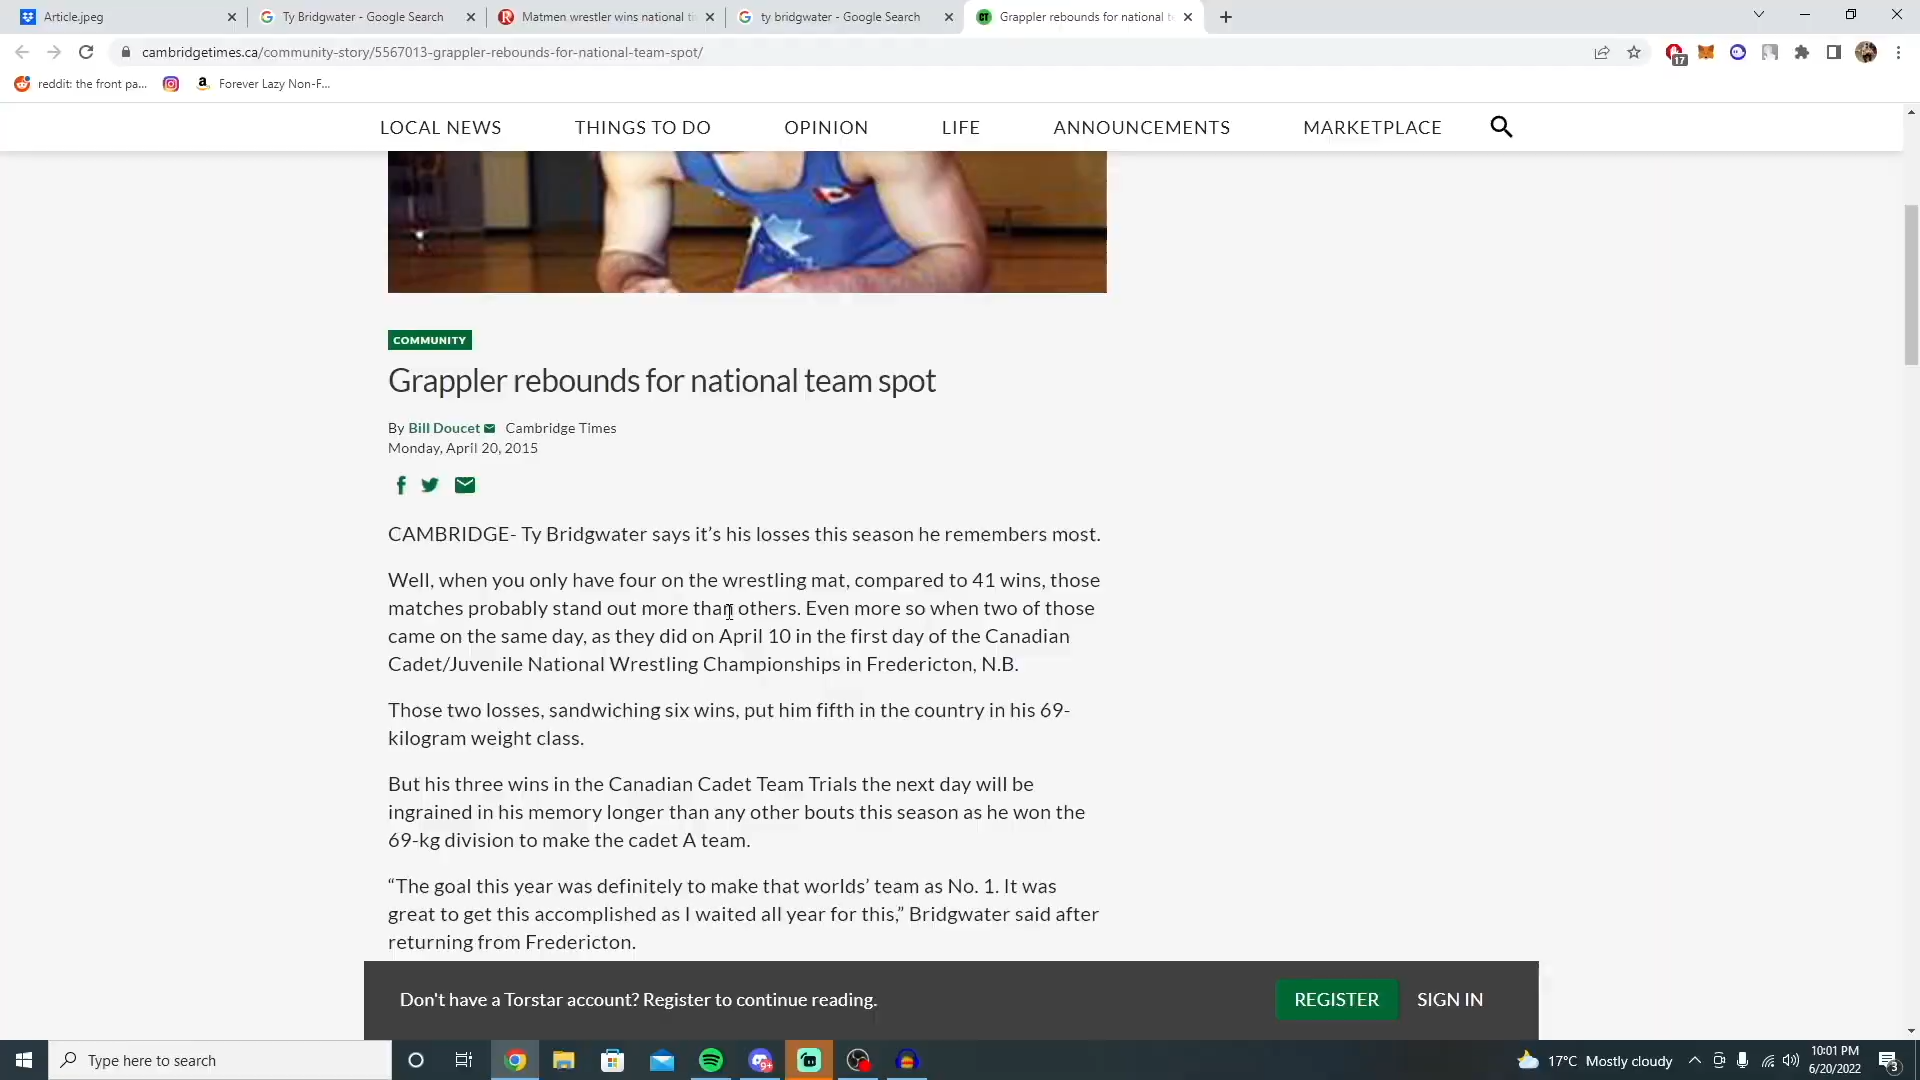 Article.jpeg
Ty Bridgwater - Google Search
Matmen wrestler wins national ti
ty bridgwater - Google Search
Grappler rebounds for national te
cambridgetimes.ca/community-story/5567013-grappler-rebounds-for-national-team-spot/
17
reddit: the front pa...
Forever Lazy Non-F...
LOCAL NEWS
THINGS TO DO
OPINION
LIFE
ANNOUNCEMENTS
MARKETPLACE
COMMUNITY
Grappler rebounds for national team spot
By Bill Doucet Cambridge Times
Monday, April 20, 2015
CAMBRIDGE- Ty Bridgwater says it’s his losses this season he remembers most.
Well, when you only have four on the wrestling mat, compared to 41 wins, those
matches probably stand out more than others. Even more so when two of those
came on the same day, as they did on April 10 in the first day of the Canadian
Cadet/Juvenile National Wrestling Championships in Fredericton, N.B.
Those two losses, sandwiching six wins, put him fifth in the country in his 69-
kilogram weight class.
But his three wins in the Canadian Cadet Team Trials the next day will be
ingrained in his memory longer than any other bouts this season as he won the
69-kg division to make the cadet A team.
“The goal this year was definitely to make that worlds’ team as No. 1. It was
great to get this accomplished as I waited all year for this,” Bridgwater said after
returning from Fredericton.
Don't have a Torstar account? Register to continue reading.
REGISTER
SIGN IN
Type here to search
9+
17°C Mostly cloudy
10:01 PM
6/20/2022
3